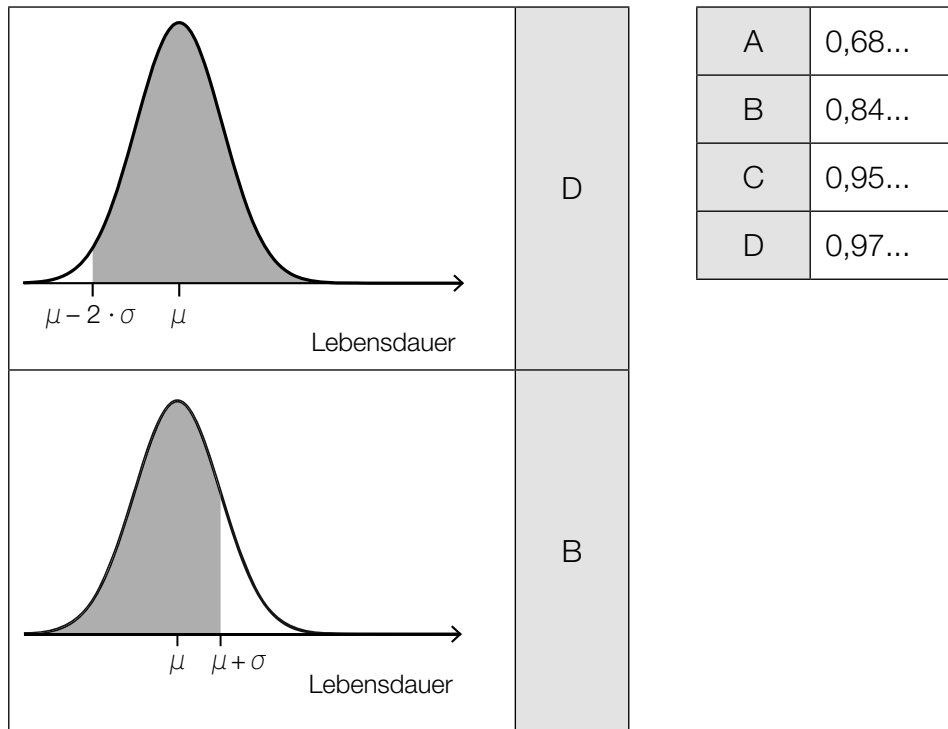 D
μ – 2 · σ μ
Lebensdauer
B
μ μ + σ
Lebensdauer
A 0,68...
B 0,84...
C 0,95...
D 0,97...